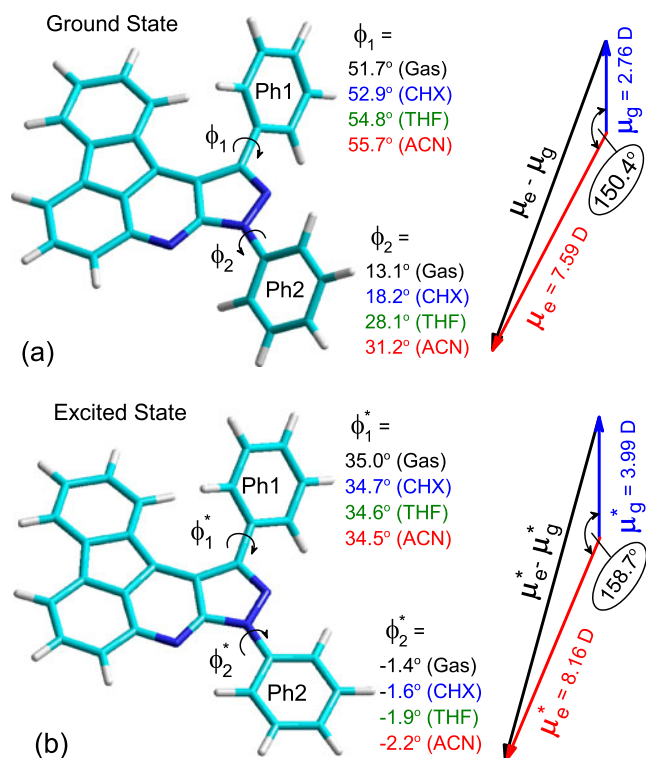 Ground State
ϕ1 =
51.7° (Gas)
52.9° (CHX)
54.8° (THF)
55.7° (ACN)
Ph1
ϕ1
μg = 2.76 D
150.4°
μe - μg
μe = 7.59 D
ϕ2 =
13.1° (Gas)
18.2° (CHX)
28.1° (THF)
31.2° (ACN)
ϕ2
Ph2
(a)
Excited State
ϕ1* =
35.0° (Gas)
34.7° (CHX)
34.6° (THF)
34.5° (ACN)
Ph1
ϕ1*
μg* = 3.99 D
158.7°
μe* - μg*
μe* = 8.16 D
ϕ2* =
-1.4° (Gas)
-1.6° (CHX)
-1.9° (THF)
-2.2° (ACN)
ϕ2*
Ph2
(b)